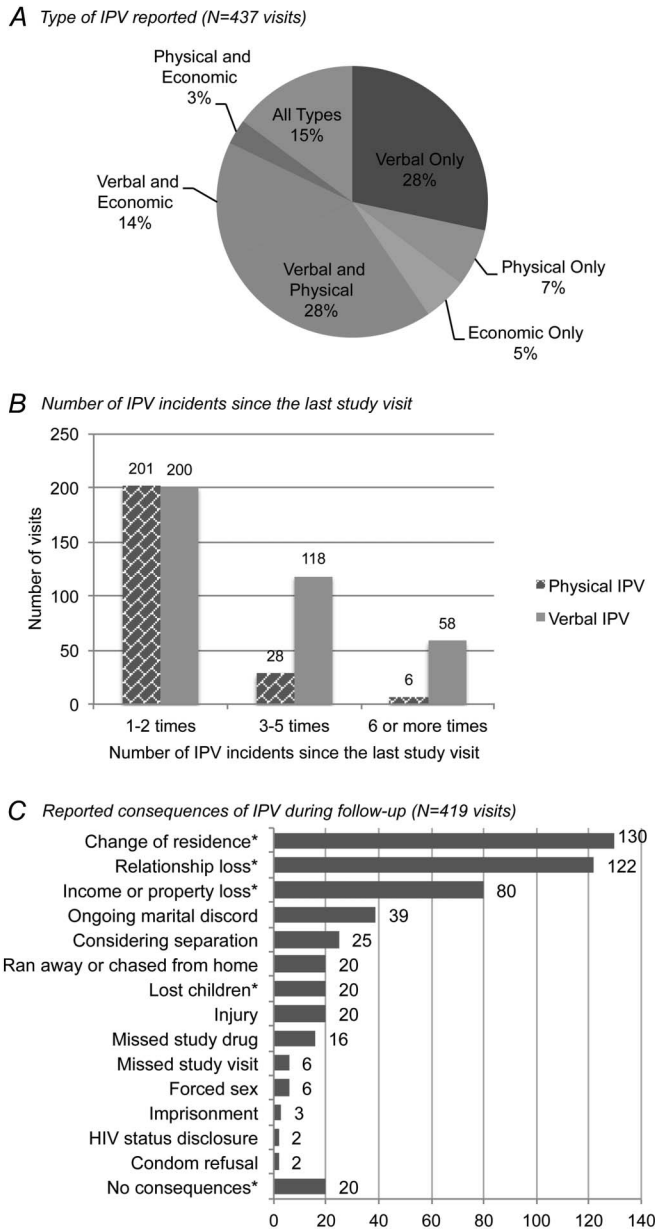 A Type of IPV reported (N=437 visits)
Physical and
Economic
3%
All Types
15%
Verbal Only
28%
Verbal and
Economic
14%
Verbal and
Physical
28%
Physical Only
7%
Economic Only
5%
B Number of IPV incidents since the last study visit
250
200
150
100
50
0
Number of visits
201 200
28 118
6 58
Physical IPV
Verbal IPV
1-2 times 3-5 times 6 or more times
Number of IPV incidents since the last study visit
C Reported consequences of IPV during follow-up (N=419 visits)
Change of residence* 130
Relationship loss* 122
Income or property loss* 80
Ongoing marital discord 39
Considering separation 25
Ran away or chased from home 20
Lost children* 20
Injury 20
Missed study drug 16
Missed study visit 6
Forced sex 6
Imprisonment 3
HIV status disclosure 2
Condom refusal 2
No consequences* 20
0 20 40 60 80 100 120 140